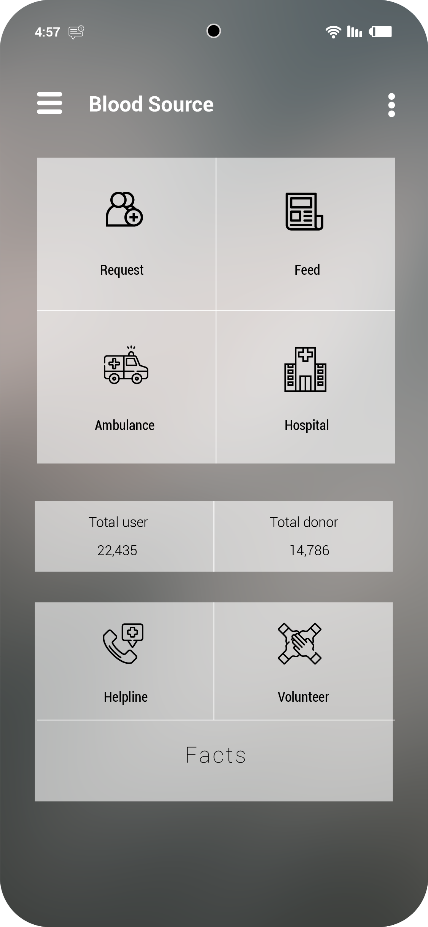 4:57
Blood Source
Request
Feed
Ambulance
Hospital
Total user
Total donor
22,435
14,786
Helpline
Volunteer
Facts